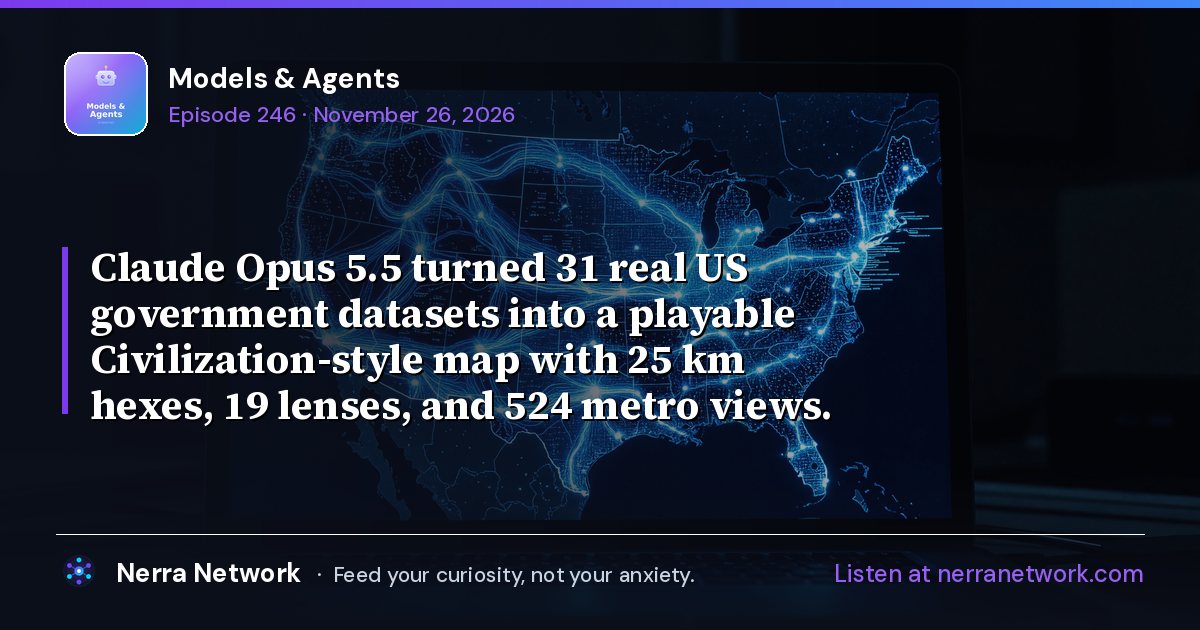 Models & Agents
Episode 246 · November 26, 2026
Models &
Agents
Claude Opus 5.5 turned 31 real US
government datasets into a playable
Civilization-style map with 25 km
hexes, 19 lenses, and 524 metro views.
Nerra Network · Feed your curiosity, not your anxiety.
Listen at nerranetwork.com